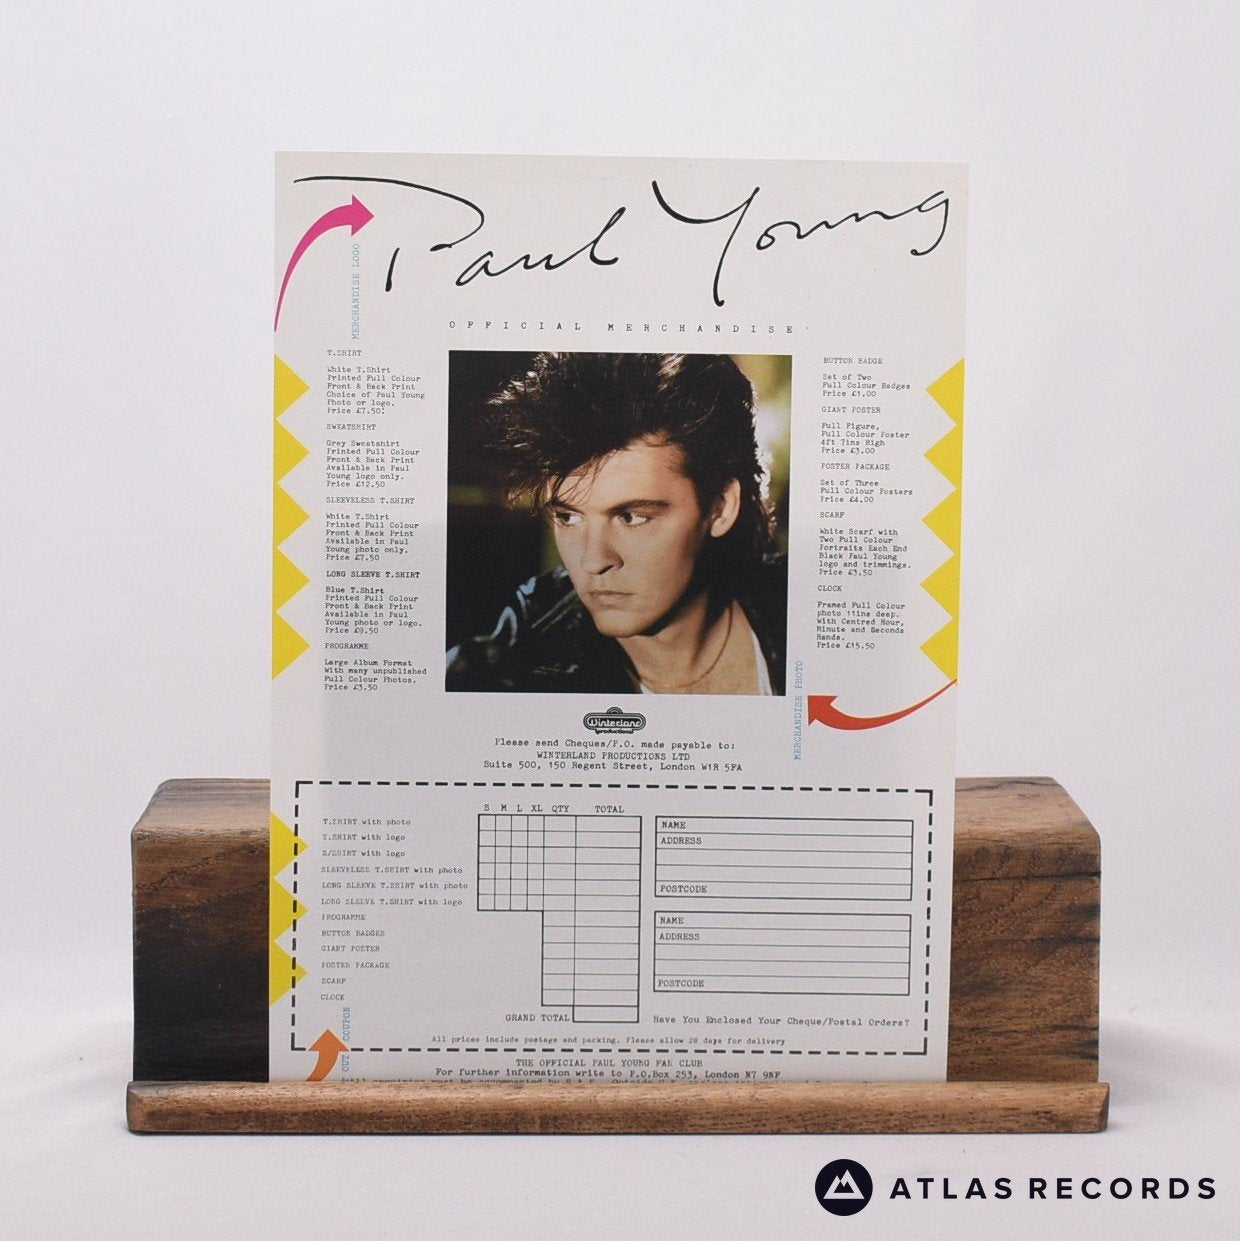 Paul Young
MERCHANDISE LOGO
OFFICIAL MERCHANDISE
T.SHIRT
White T.Shirt
Printed Full Colour
Front & Back Print
Choice of Paul Young
Photo or logo.
Price £7.50.
SWEATSHIRT
Grey Sweatshirt
Printed Full Colour
Front & Back Print
Available in Paul
Young logo only.
Price £12.50
SLEEVELESS T.SHIRT
White T.Shirt
Printed Full Colour
Front & Back Print
Available in Paul
Young photo only.
Price £7.50
LONG SLEEVE T.SHIRT
Blue T.Shirt
Printed Full Colour
Front & Back Print
Available in Paul
Young photo or logo.
Price £9.50
PROGRAMME
Large Album Format
With many unpublished
Full Colour Photos.
Price £3.50
BUTTON BADGE
Set of Two
Full Colour Badges
Price £1.00
GIANT POSTER
Full Figure,
Full Colour Poster
4ft 7ins High
Price £3.00
POSTER PACKAGE
Set of Three
Full Colour Posters
Price £4.00
SCARF
White Scarf with
Two Full Colour
Portraits Each End
Black Paul Young
logo and trimmings.
Price £3.50
CLOCK
Framed Full Colour
photo 11ins deep.
With Centred Hour,
Minute and Seconds
Hands.
Price £15.50
MERCHANDISE PHOTO
Winterland
productions
Please send Cheques/P.O. made payable to:
WINTERLAND PRODUCTIONS LTD
Suite 500, 150 Regent Street, London W1R 5FA
S M L XL QTY TOTAL
T.SHIRT with photo
T.SHIRT with logo
S/SHIRT with logo
SLEEVELESS T.SHIRT with photo
LONG SLEEVE T.SHIRT with photo
LONG SLEEVE T.SHIRT with logo
PROGRAMME
BUTTON BADGES
GIANT POSTER
POSTER PACKAGE
SCARF
CLOCK
GRAND TOTAL
NAME
ADDRESS
POSTCODE
NAME
ADDRESS
POSTCODE
Have You Enclosed Your Cheque/Postal Orders?
OUT COUPON
All prices include postage and packing. Please allow 28 days for delivery
THE OFFICIAL PAUL YOUNG FAN CLUB
For further information write to P.O.Box 253, London N7 9NF
ATLAS RECORDS